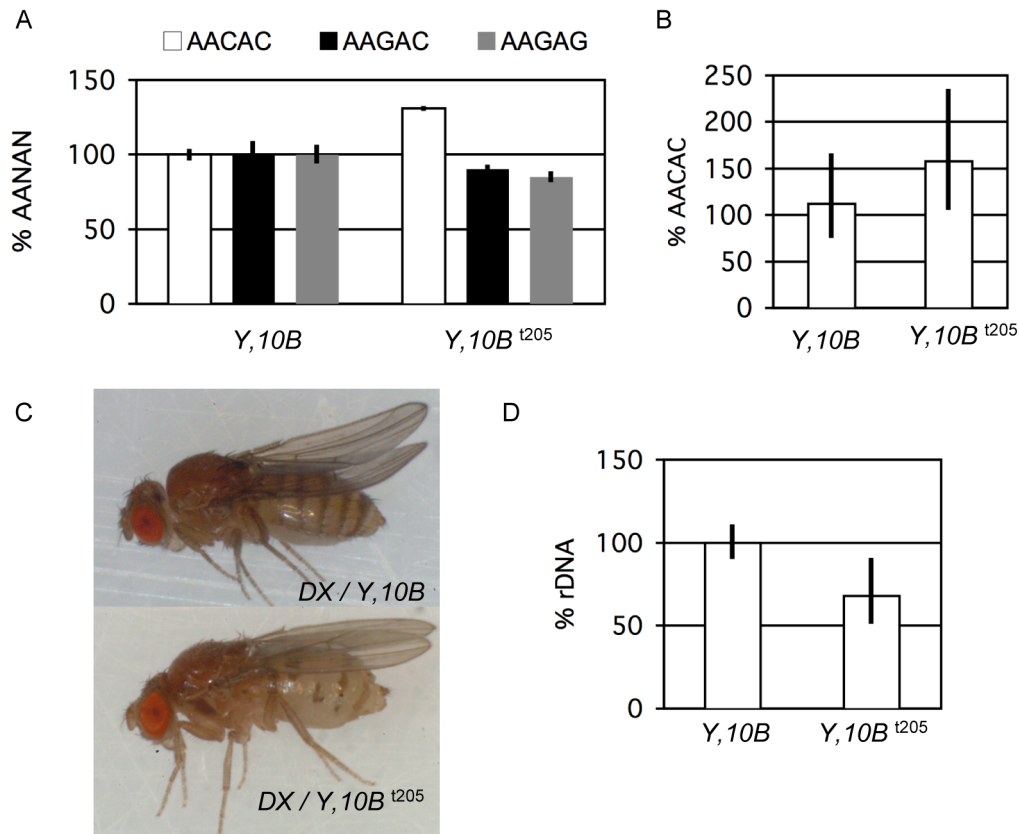 A
AACAC AAGAC AAGAG
% AANAN
150
100
50
0
Y,10B Y,10B t205
B
% AACAC
250
200
150
100
50
0
Y,10B Y,10B t205
C
DX / Y,10B
DX / Y,10B t205
D
% rDNA
150
100
50
0
Y,10B Y,10B t205